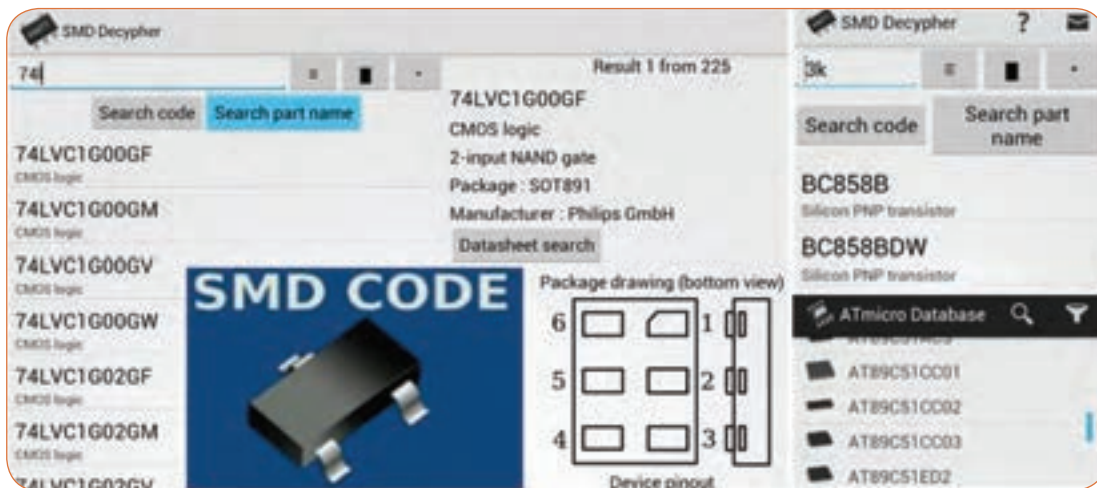 SMD Decypher
74l
Search code Search part name
74LVC1G00GF
CMOS logic
74LVC1G00GM
CMOS logic
74LVC1G00GV
CMOS logic
74LVC1G00GW
CMOS logic
74LVC1G02GF
CMOS logic
74LVC1G02GM
CMOS logic
74LVC1G02GV
Result 1 from 225
74LVC1G00GF
CMOS logic
2-input NAND gate
Package : SOT891
Manufacturer : Philips GmbH
Datasheet search
SMD CODE
Package drawing (bottom view)
6 1
5 2
4 3
Device pinout
SMD Decypher ?
3k
Search code Search part name
BC858B
Silicon PNP transistor
BC858BDW
Silicon PNP transistor
ATmicro Database
AT89C51CC01
AT89C51CC02
AT89C51CC03
AT89C51ED2